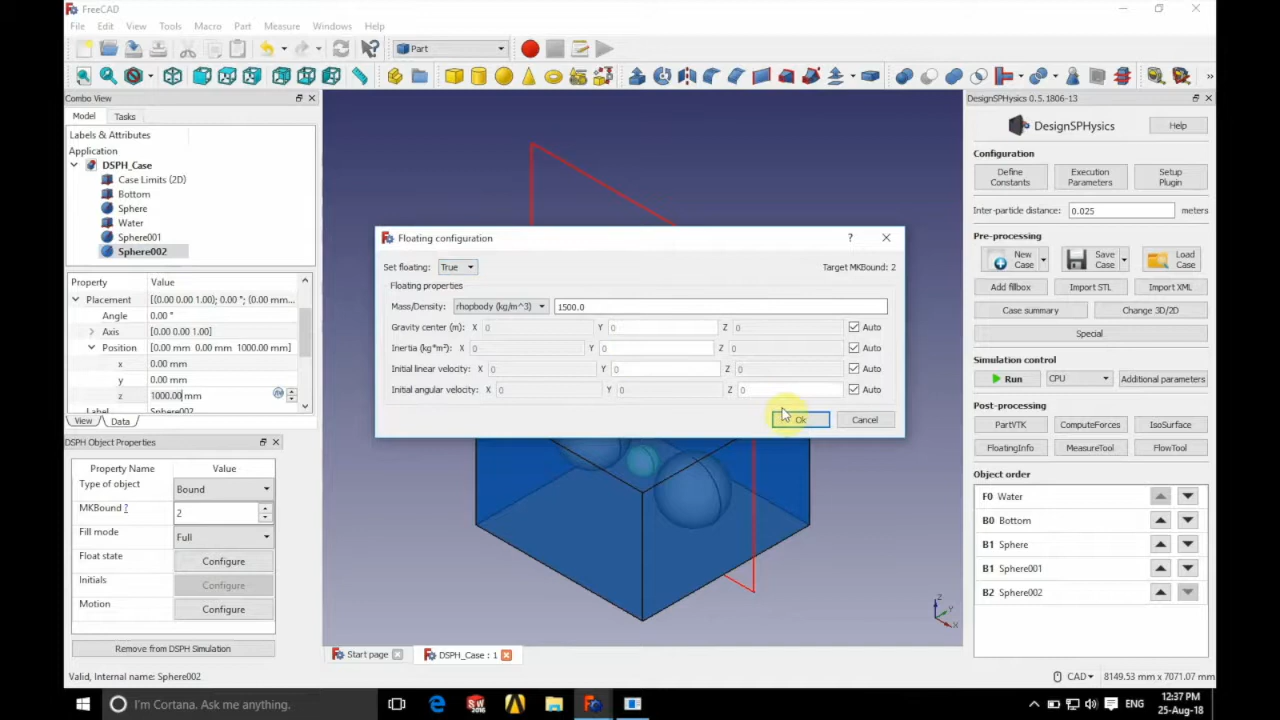 FreeCAD
File Edit View Tools Macro Part Measure Windows Help
Part
Combo View
Model Tasks
Labels & Attributes
Application
DSPH_Case
Case Limits (2D)
Bottom
Sphere
Water
Sphere001
Sphere002
Property Value
Placement [(0.00 0.00 1.00); 0.00 °; (0.00 mm...
Angle 0.00 °
Axis [0.00 0.00 1.00]
Position [0.00 mm 0.00 mm 1000.00 mm]
x 0.00 mm
y 0.00 mm
z 1000.00 mm
Label Sphere002
View Data
DSPH Object Properties
Property Name Value
Type of object Bound
MKBound ? 2
Fill mode Full
Float state Configure
Initials Configure
Motion Configure
Remove from DSPH Simulation
Floating configuration ?
Set floating: True Target MKBound: 2
Floating properties
Mass/Density: rhopbody (kg/m^3) 1500.0
Gravity center (m): X 0 Y 0 Z 0 Auto
Inertia (kg*m²): X 0 Y 0 Z 0 Auto
Initial linear velocity: X 0 Y 0 Z 0 Auto
Initial angular velocity: X 0 Y 0 Z 0 Auto
Ok Cancel
Z
Y
X
Start page DSPH_Case : 1
DesignSPHysics 0.5.1806-13
DesignSPHysics Help
Configuration
Define Constants
Execution Parameters
Setup Plugin
Inter-particle distance: 0.025 meters
Pre-processing
New Case
Save Case
Load Case
Add fillbox Import STL Import XML
Case summary Change 3D/2D
Special
Simulation control
Run CPU Additional parameters
Post-processing
PartVTK ComputeForces IsoSurface
FloatingInfo MeasureTool FlowTool
Object order
F0 Water
B0 Bottom
B1 Sphere
B1 Sphere001
B2 Sphere002
Valid, Internal name: Sphere002
CAD 8149.53 mm x 7071.07 mm
I'm Cortana. Ask me anything.
SW
2016
ENG
12:37 PM
25-Aug-18